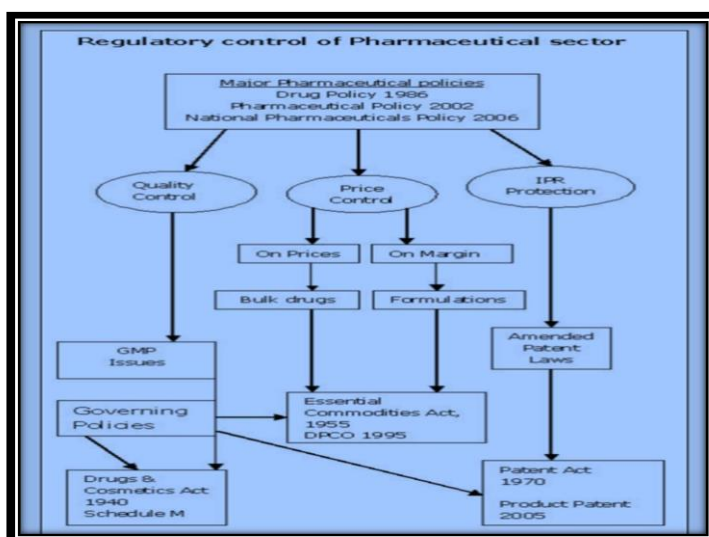 Regulatory control of Pharmaceutical sector
Major Pharmaceutical policies
Drug Policy 1986
Pharmaceutical Policy 2002
National Pharmaceuticals Policy 2006
Quality
Control
Price
Control
IPR
Protection
On Prices
On Margin
Bulk drugs
Formulations
GMP
Issues
Amended
Patent
Laws
Governing
Policies
Essential
Commodities Act,
1955
DPCO 1995
Drugs &
Cosmetics Act
1940
Schedule M
Patent Act
1970
Product Patent
2005